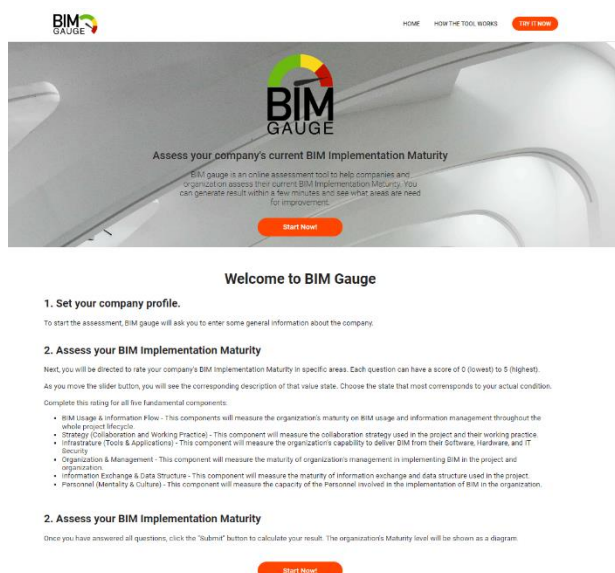 BIM
GAUGE
HOME
HOW THE TOOL WORKS
TRY IT NOW
BIM
GAUGE
Assess your company's current BIM Implementation Maturity
BIM gauge is an online assessment tool to help companies and
organization assess their current BIM Implementation Maturity. You
can generate result within a few minutes and see what areas are need
for improvement.
Start Now!
Welcome to BIM Gauge
1. Set your company profile.
To start the assessment, BIM gauge will ask you to enter some general information about the company.
2. Assess your BIM Implementation Maturity
Next, you will be directed to rate your company's BIM Implementation Maturity in specific areas. Each question can have a score of 0 (lowest) to 5 (highest).
As you move the slider button, you will see the corresponding description of that value state. Choose the state that most corrensponds to your actual condition.
Complete this rating for all five fundamental components:
BIM Usage & Information Flow - This components will measure the organization's maturity on BIM usage and information management throughout the
whole project lifecycle.
Strategy (Collaboration and Working Practice) - This component will measure the collaboration strategy used in the project and their working practice.
Infrastrature (Tools & Applications) - This component will measure the organization's capability to deliver BIM from their Software, Hardware, and IT
Security
Organization & Management - This component will measure the maturity of organization's management in implementing BIM in the project and
organization.
Information Exchange & Data Structure - This component will measure the maturity of information exchange and data structure used in the project.
Personnel (Mentality & Culture) - This component will measure the capacity of the Personnel involved in the implementation of BIM in the organization.
2. Assess your BIM Implementation Maturity
Once you have answered all questions, click the "Submit" button to calculate your result. The organization's Maturity level will be shown as a diagram.
Start Now!